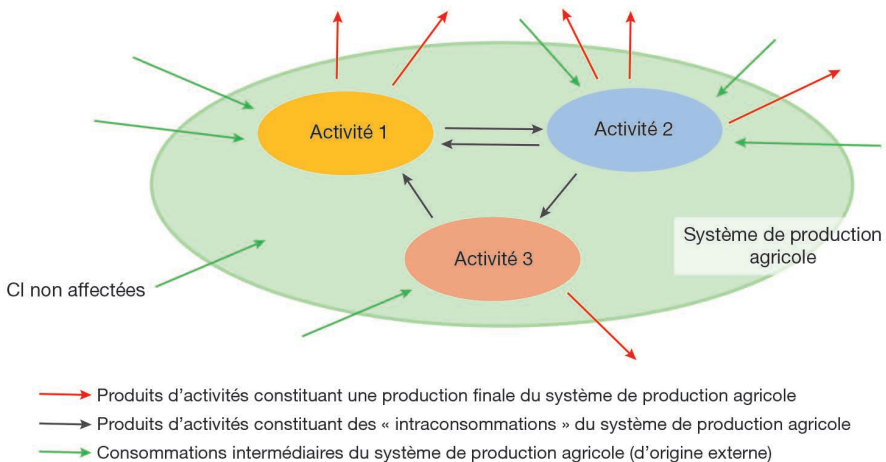 Activité 1
Activité 2
Système de production
agricole
Activité 3
CI non affectées
Produits d’activités constituant une production finale du système de production agricole
Produits d’activités constituant des « intraconsommations » du système de production agricole
Consommations intermédiaires du système de production agricole (d’origine externe)